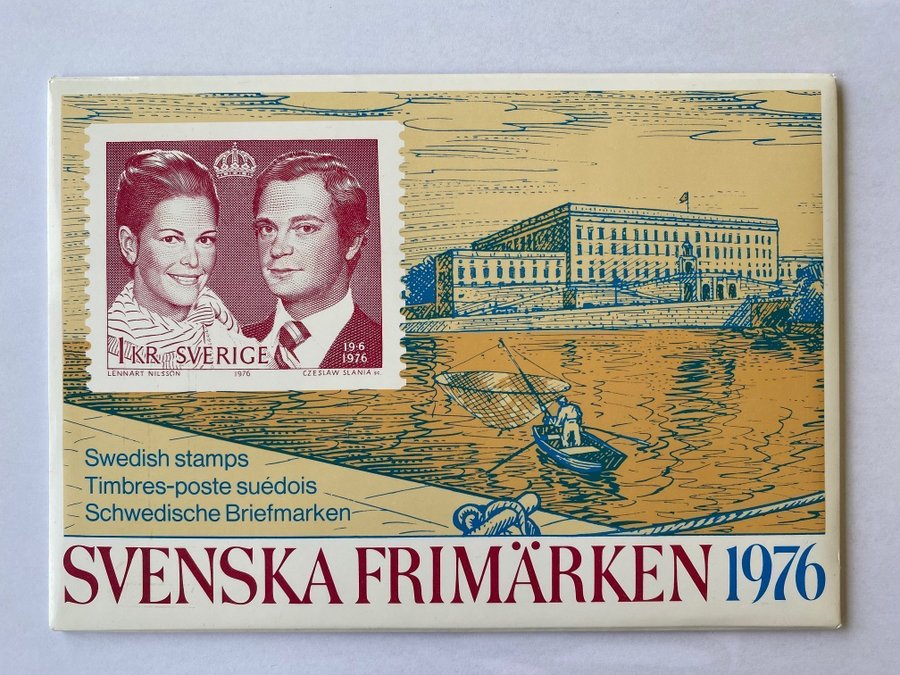 1 KR SVERIGE
19·6
1976
LENNART NILSSON 1976 CZESLAW SLANIA sc.
Swedish stamps
Timbres-poste suédois
Schwedische Briefmarken
SVENSKA FRIMÄRKEN 1976